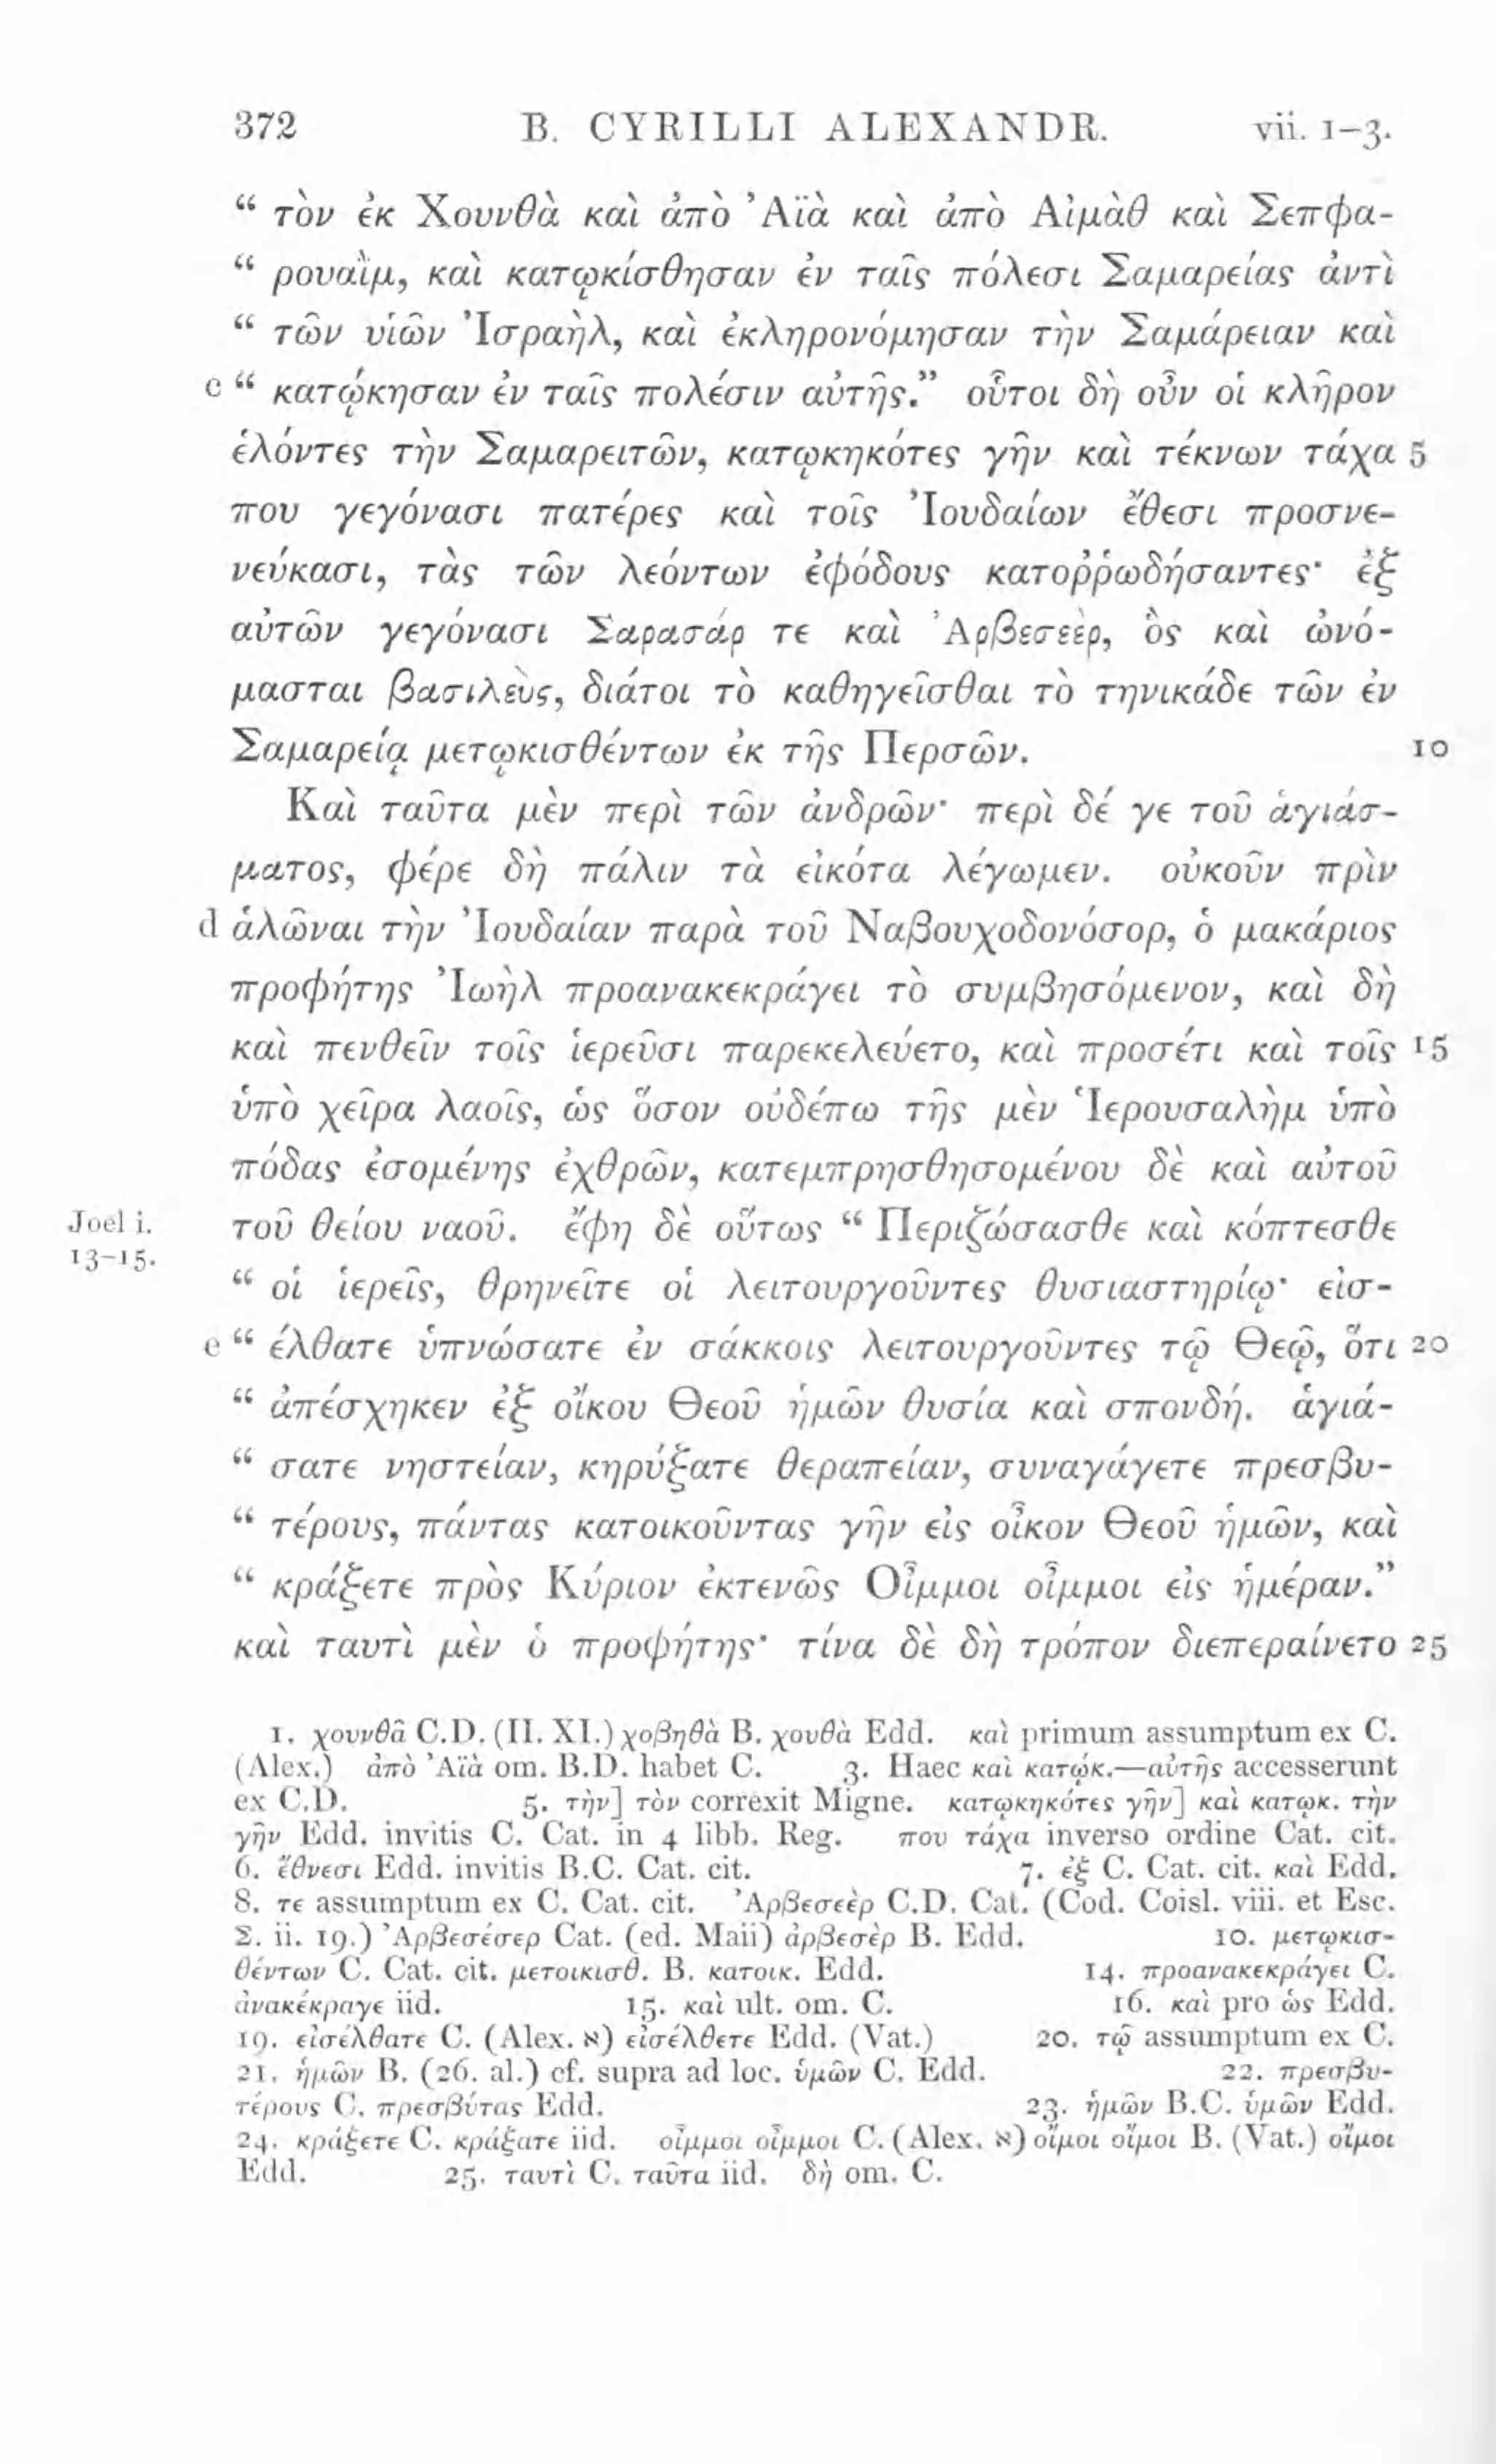 372 B. CYRILLI ALEXANDR. vii. 1–3.
“ τὸν ἐκ Χουνθὰ καὶ ἀπὸ Ἀϊὰ καὶ ἀπὸ Αἰμὰθ καὶ Σεπφα-
“ ρουαὶμ, καὶ κατῳκίσθησαν ἐν ταῖς πόλεσι Σαμαρείας ἀντὶ
“ τῶν υἱῶν Ἰσραὴλ, καὶ ἐκληρονόμησαν τὴν Σαμάρειαν καὶ
c “ κατῴκησαν ἐν ταῖς πολέσιν αὐτῆς.” οὗτοι δὴ οὖν οἱ κλῆρον
ἑλόντες τὴν Σαμαρειτῶν, κατῳκηκότες γῆν καὶ τέκνων τάχα 5
που γεγόνασι πατέρες καὶ τοῖς Ἰουδαίων ἔθεσι προσνε-
νεύκασι, τὰς τῶν λεόντων ἐφόδους κατοῤῥωδήσαντες· ἐξ
αὐτῶν γεγόνασι Σαρασάρ τε καὶ Ἀρβεσεὲρ, ὃς καὶ ὠνό-
μασται βασιλεὺς, διάτοι τὸ καθηγεῖσθαι τὸ τηνικάδε τῶν ἐν
Σαμαρείᾳ μετῳκισθέντων ἐκ τῆς Περσῶν. 10
Καὶ ταῦτα μὲν περὶ τῶν ἀνδρῶν· περὶ δέ γε τοῦ ἁγιάσ-
ματος, φέρε δὴ πάλιν τὰ εἰκότα λέγωμεν. οὐκοῦν πρὶν
d ἁλῶναι τὴν Ἰουδαίαν παρὰ τοῦ Ναβουχοδονόσορ, ὁ μακάριος
προφήτης Ἰωὴλ προανακεκράγει τὸ συμβησόμενον, καὶ δὴ
καὶ πενθεῖν τοῖς ἱερεῦσι παρεκελεύετο, καὶ προσέτι καὶ τοῖς 15
ὑπὸ χεῖρα λαοῖς, ὡς ὅσον οὐδέπω τῆς μὲν Ἱερουσαλὴμ ὑπὸ
πόδας ἐσομένης ἐχθρῶν, κατεμπρησθησομένου δὲ καὶ αὐτοῦ
Joel i. 13–15. τοῦ θείου ναοῦ. ἔφη δὲ οὕτως “ Περιζώσασθε καὶ κόπτεσθε
“ οἱ ἱερεῖς, θρηνεῖτε οἱ λειτουργοῦντες θυσιαστηρίῳ· εἰσ-
e “ έλθατε ὑπνώσατε ἐν σάκκοις λειτουργοῦντες τῷ Θεῷ, ὅτι 20
“ ἀπέσχηκεν ἐξ οἴκου Θεοῦ ἡμῶν θυσία καὶ σπονδή. ἁγιά-
“ σατε νηστείαν, κηρύξατε θεραπείαν, συναγάγετε πρεσβυ-
“ τέρους, πάντας κατοικοῦντας γῆν εἰς οἶκον Θεοῦ ἡμῶν, καὶ
“ κράξετε πρὸς Κύριον ἐκτενῶς Οἶμμοι οἶμμοι εἰς ἡμέραν.”
καὶ ταυτὶ μὲν ὁ προφήτης· τίνα δὲ δὴ τρόπον διεπεραίνετο 25
1. χουνθᾶ C.D. (II. XI.) χοβηθὰ B. χουθὰ Edd. καὶ primum assumptum ex C.
(Alex.) ἀπὸ Ἀϊὰ om. B.D. habet C. 3. Haec καὶ κατῴκ.—αὐτῆς accesserunt
ex C.D. 5. τὴν] τὸν correxit Migne. κατῳκηκότες γῆν] καὶ κατῳκ. τὴν
γῆν Edd. invitis C. Cat. in 4 libb. Reg. που τάχα inverso ordine Cat. cit.
6. ἔθνεσι Edd. invitis B.C. Cat. cit. 7. ἐξ C. Cat. cit. καὶ Edd.
8. τε assumptum ex C. Cat. cit. Ἀρβεσεὲρ C.D. Cat. (Cod. Coisl. viii. et Esc.
Σ. ii. 19.) Ἀρβεσέσερ Cat. (ed. Maii) ἀρβεσὲρ B. Edd. 10. μετῳκισ-
θέντων C. Cat. cit. μετοικισθ. B. κατοικ. Edd. 14. προανακεκράγει C.
ἀνακέκραγε iid. 15. καὶ ult. om. C. 16. καὶ pro ὡς Edd.
19. εἰσέλθατε C. (Alex. א) εἰσέλθετε Edd. (Vat.) 20. τῷ assumptum ex C.
21. ἡμῶν B. (26. al.) cf. supra ad loc. ὑμῶν C. Edd. 22. πρεσβυ-
τέρους C. πρεσβύτας Edd. 23. ἡμῶν B.C. ὑμῶν Edd.
24. κράξετε C. κράξατε iid. οἶμμοι οἶμμοι C. (Alex. א) οἴμοι οἴμοι B. (Vat.) οἴμοι
Edd. 25. ταυτὶ C. ταῦτα iid. δὴ om. C.